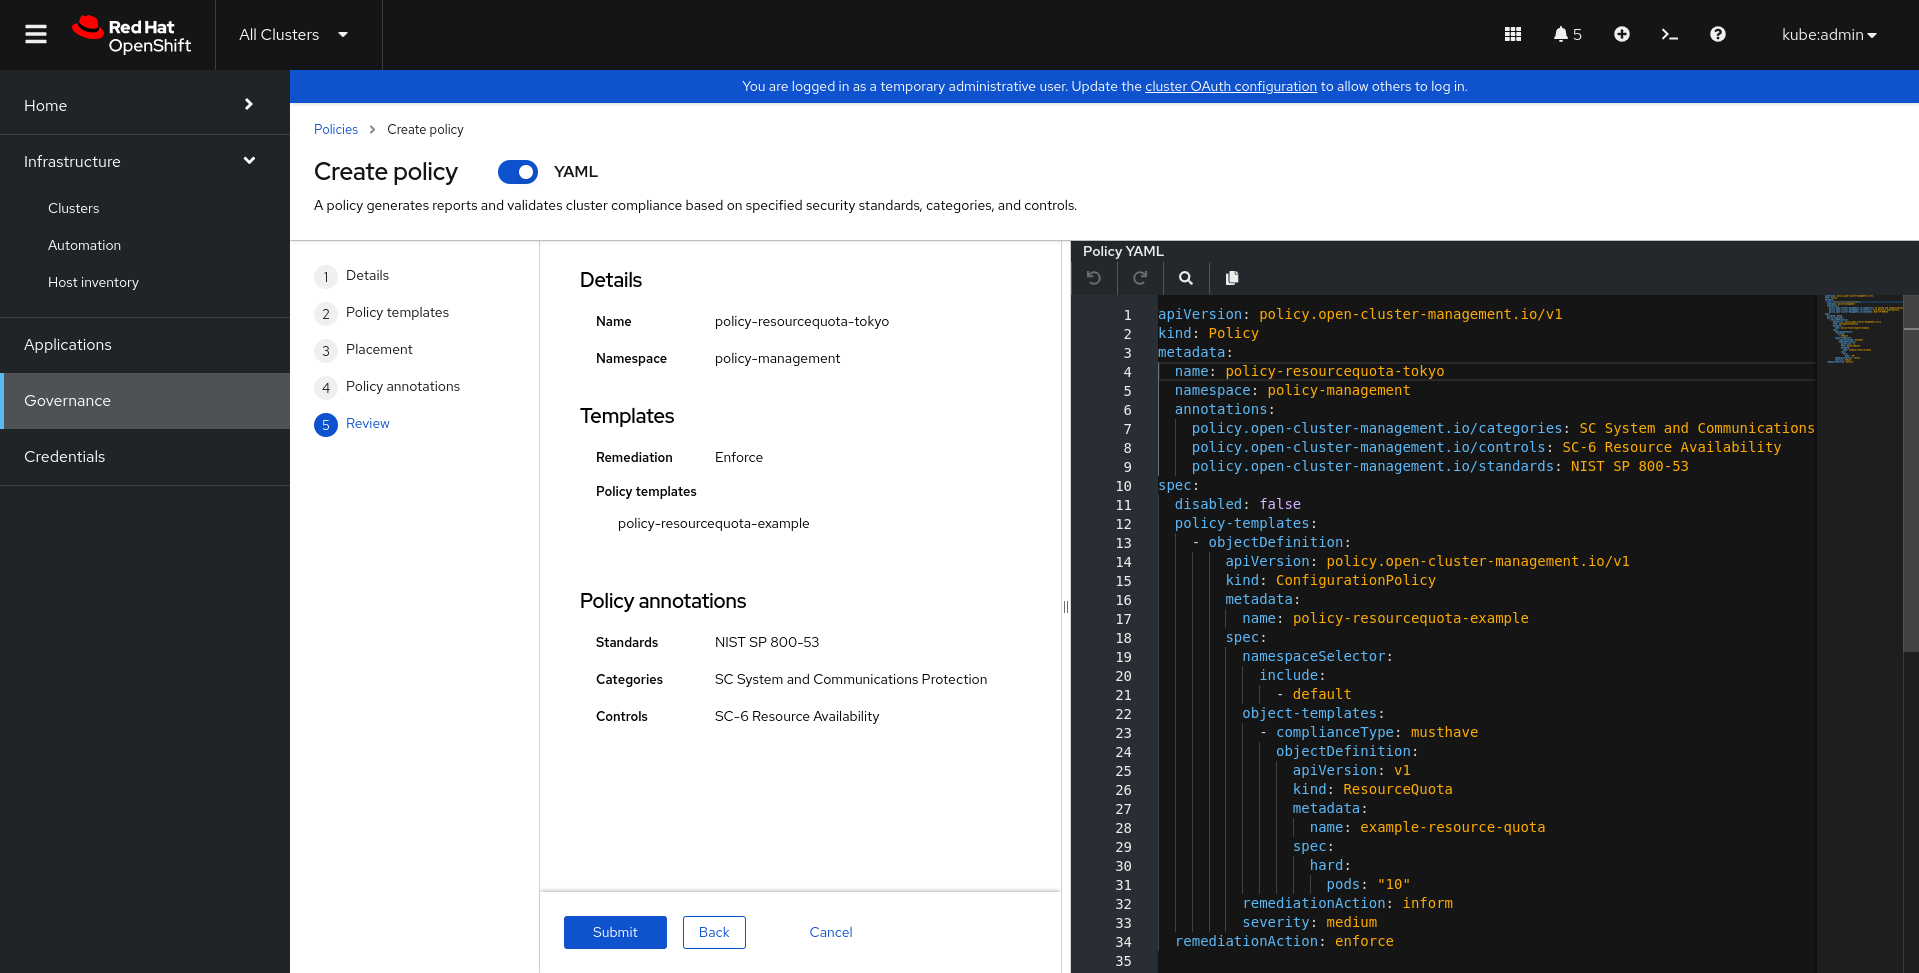 Red Hat
OpenShift
All Clusters
5
kube:admin
Home
Infrastructure
Clusters
Automation
Host inventory
Applications
Governance
Credentials
You are logged in as a temporary administrative user. Update the cluster OAuth configuration to allow others to log in.
Policies > Create policy
Create policy YAML
A policy generates reports and validates cluster compliance based on specified security standards, categories, and controls.
1 Details
2 Policy templates
3 Placement
4 Policy annotations
5 Review
Details
Name policy-resourcequota-tokyo
Namespace policy-management
Templates
Remediation Enforce
Policy templates
policy-resourcequota-example
Policy annotations
Standards NIST SP 800-53
Categories SC System and Communications Protection
Controls SC-6 Resource Availability
Submit Back Cancel
Policy YAML
1 apiVersion: policy.open-cluster-management.io/v1
2 kind: Policy
3 metadata:
4 name: policy-resourcequota-tokyo
5 namespace: policy-management
6 annotations:
7 policy.open-cluster-management.io/categories: SC System and Communications
8 policy.open-cluster-management.io/controls: SC-6 Resource Availability
9 policy.open-cluster-management.io/standards: NIST SP 800-53
10 spec:
11 disabled: false
12 policy-templates:
13 - objectDefinition:
14 apiVersion: policy.open-cluster-management.io/v1
15 kind: ConfigurationPolicy
16 metadata:
17 name: policy-resourcequota-example
18 spec:
19 namespaceSelector:
20 include:
21 - default
22 object-templates:
23 - complianceType: musthave
24 objectDefinition:
25 apiVersion: v1
26 kind: ResourceQuota
27 metadata:
28 name: example-resource-quota
29 spec:
30 hard:
31 pods: "10"
32 remediationAction: inform
33 severity: medium
34 remediationAction: enforce
35